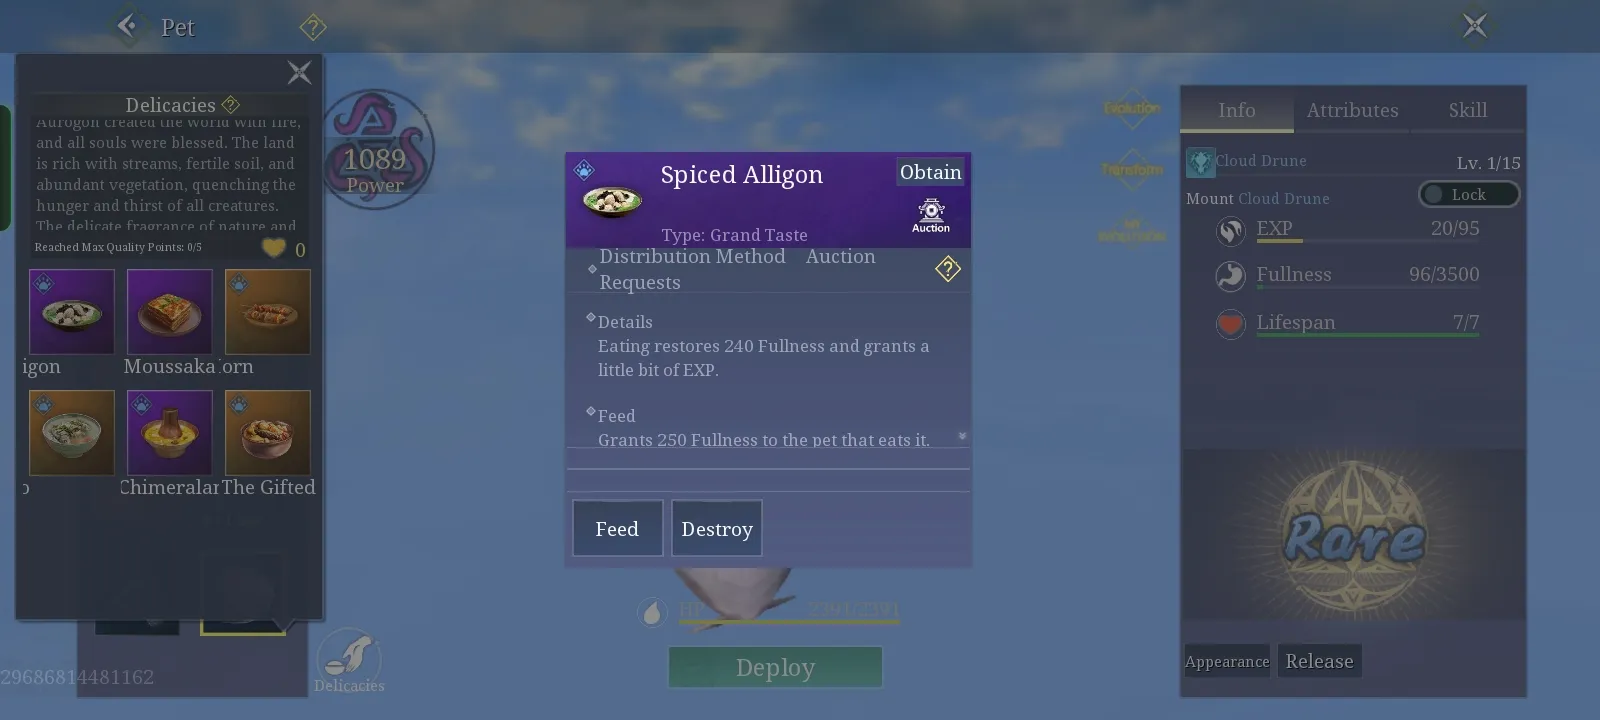 Pet
?
Delicacies ?
Aurogon created the world with fire,
and all souls were blessed. The land
is rich with streams, fertile soil, and
abundant vegetation, quenching the
hunger and thirst of all creatures.
The delicate fragrance of nature and
Reached Max Quality Points: 0/5
0
igon
Moussaka
orn
o
Chimeralar
The Gifted
1089
Power
29686814481162
Delicacies
Spiced Alligon
Obtain
Auction
Type: Grand Taste
Distribution Method Auction
Requests
?
Details
Eating restores 240 Fullness and grants a
little bit of EXP.
Feed
Grants 250 Fullness to the pet that eats it.
Feed
Destroy
HP 2391/2391
Deploy
Evolution
Transform
Info
Attributes
Skill
Cloud Drune
Lv. 1/15
Mount Cloud Drune
Lock
EXP 20/95
Fullness 96/3500
Lifespan 7/7
Rare
Appearance
Release